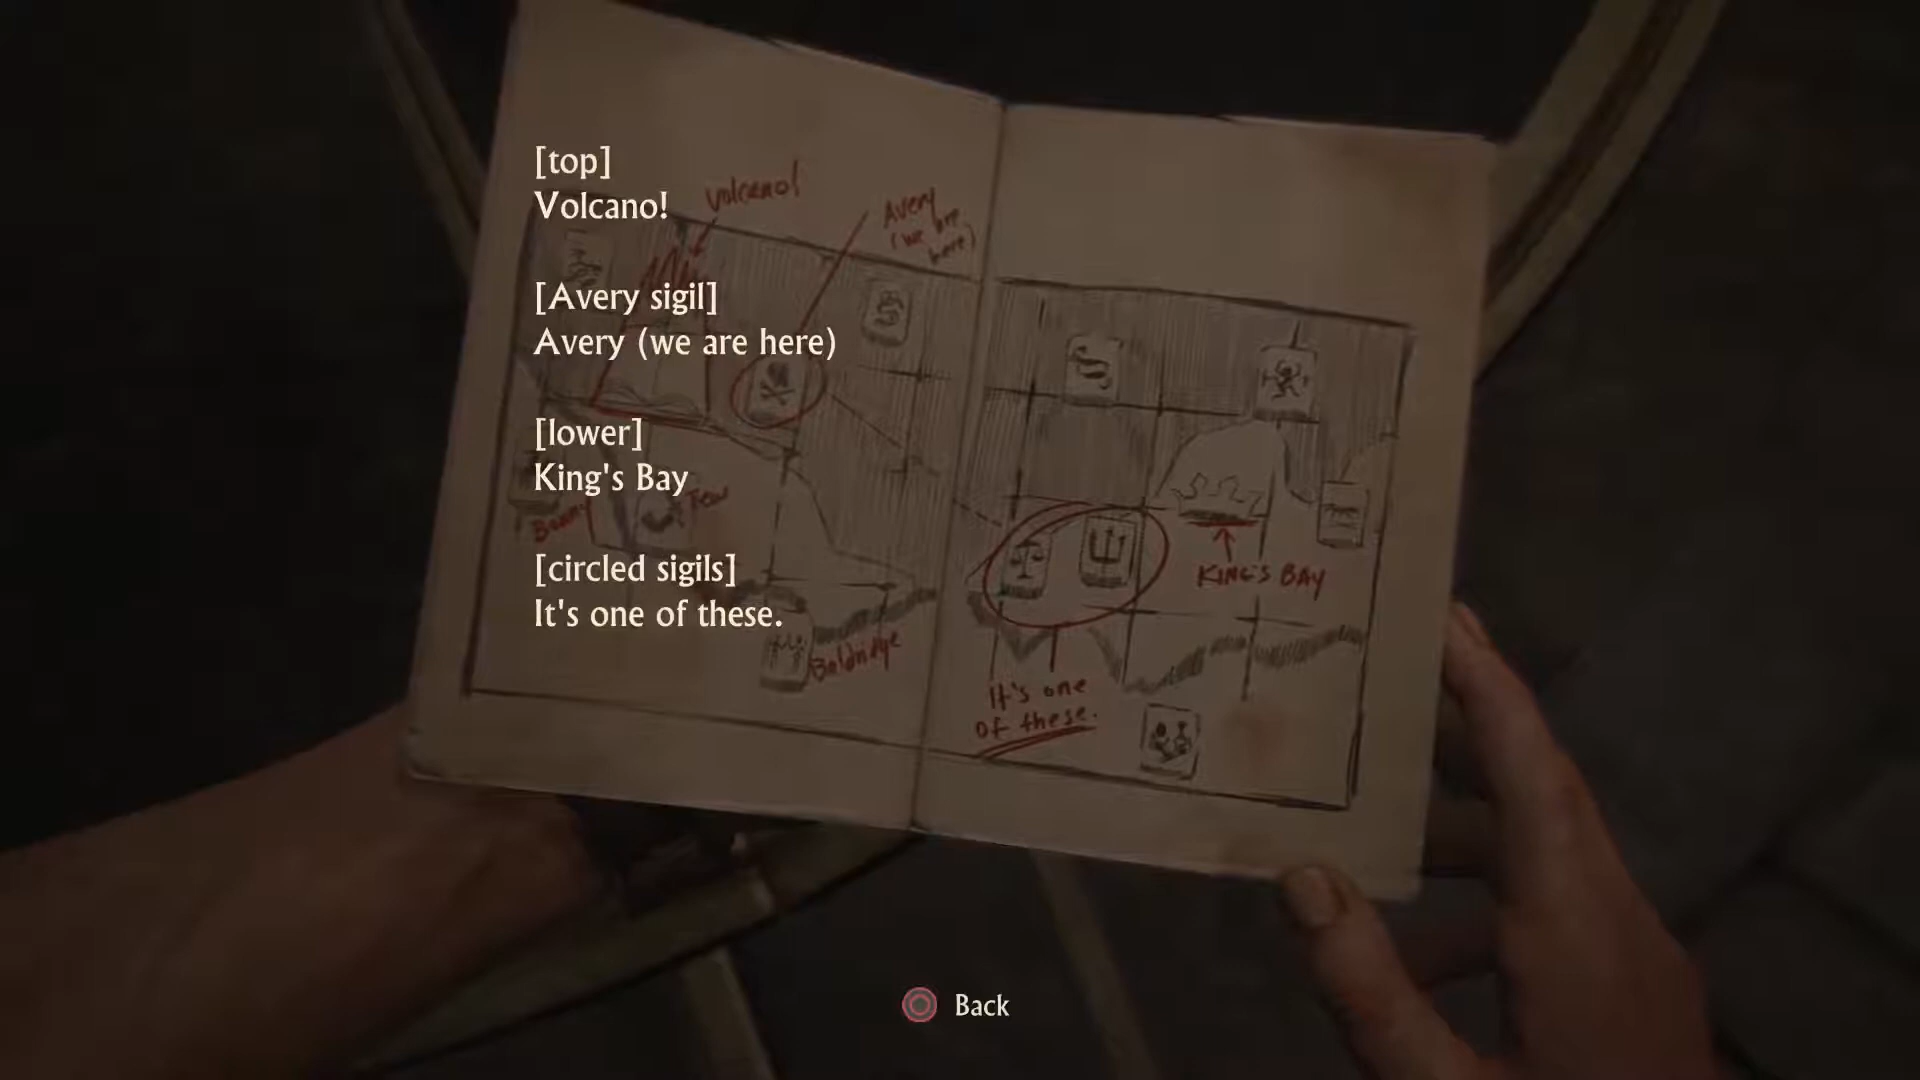 [top]
Volcano!
[Avery sigil]
Avery (we are here)
[lower]
King's Bay
[circled sigils]
It's one of these.
Volcano!
Avery
(we are
here)
Tew
Baldridge
KING'S BAY
It's one
of these.
Back